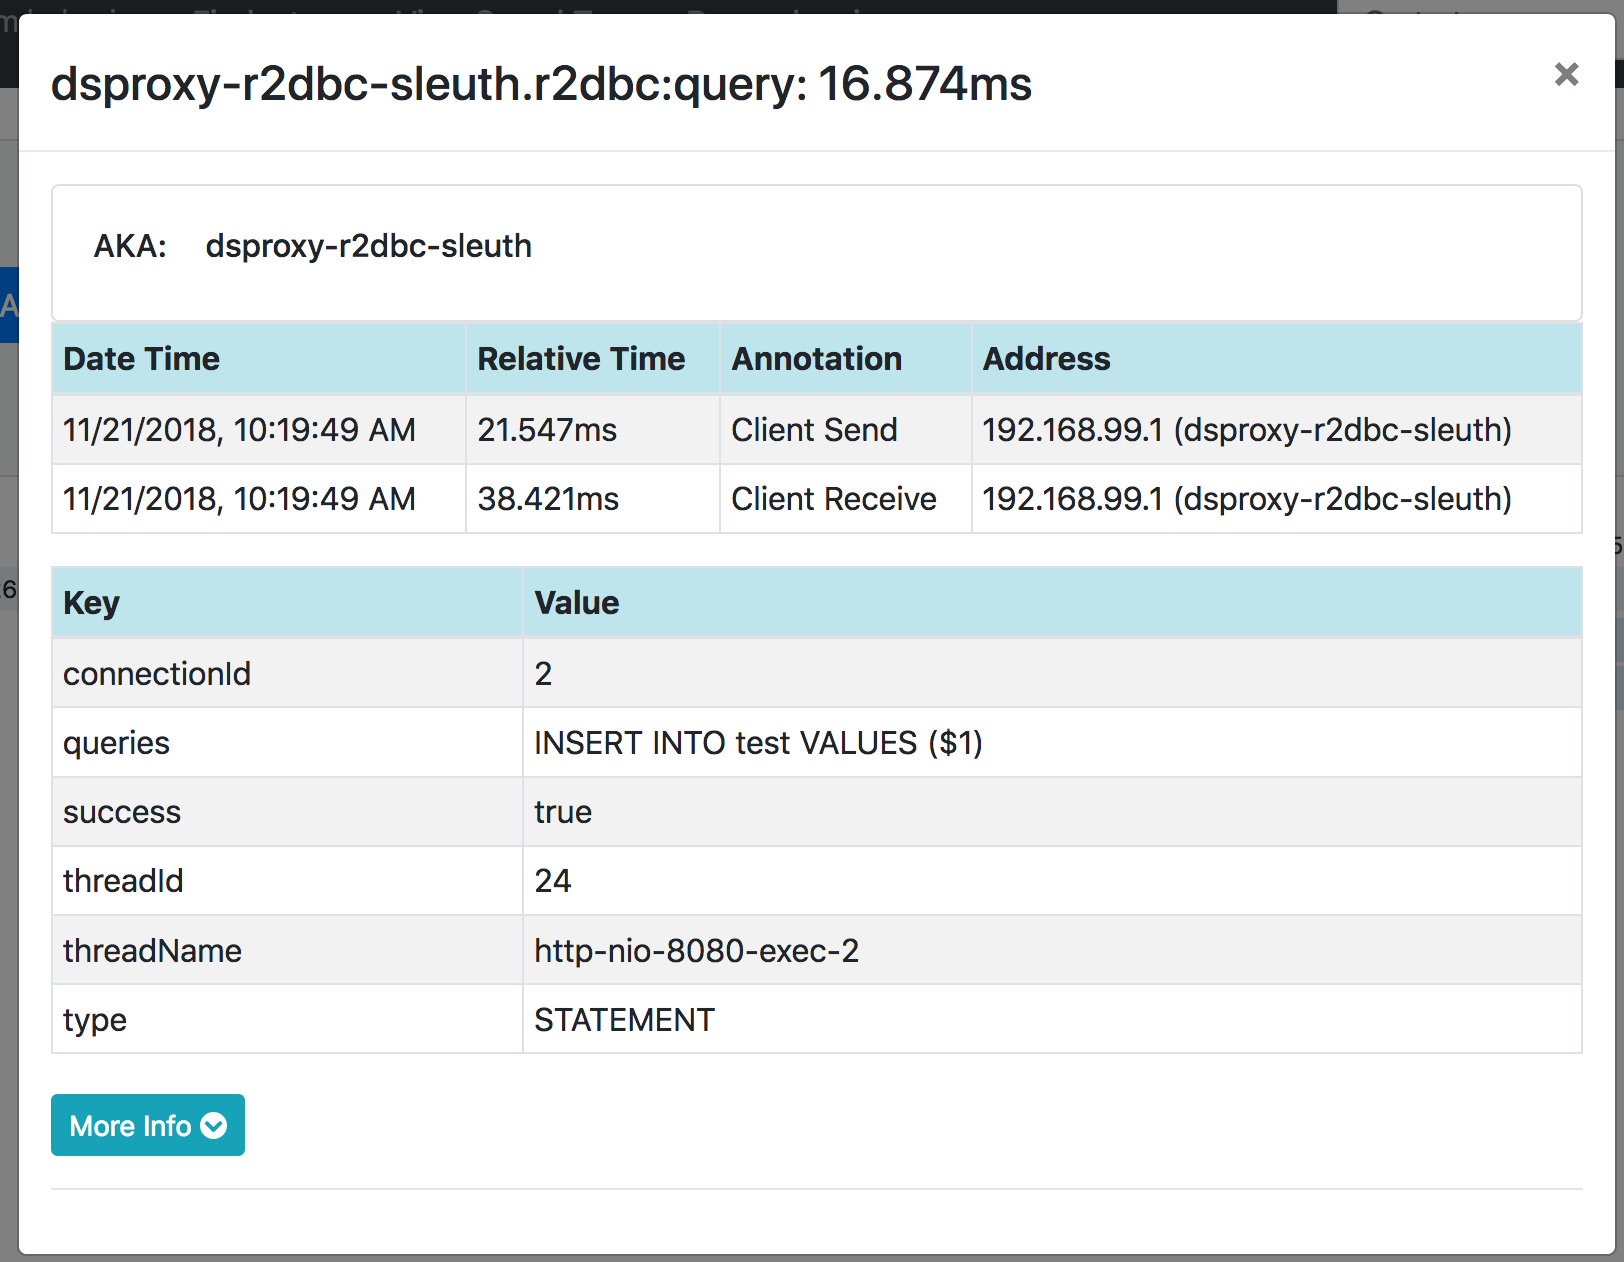 dsproxy-r2dbc-sleuth.r2dbc:query: 16.874ms ×
AKA: dsproxy-r2dbc-sleuth
Date Time Relative Time Annotation Address
11/21/2018, 10:19:49 AM 21.547ms Client Send 192.168.99.1 (dsproxy-r2dbc-sleuth)
11/21/2018, 10:19:49 AM 38.421ms Client Receive 192.168.99.1 (dsproxy-r2dbc-sleuth)
Key Value
connectionId 2
queries INSERT INTO test VALUES ($1)
success true
threadId 24
threadName http-nio-8080-exec-2
type STATEMENT
More Info